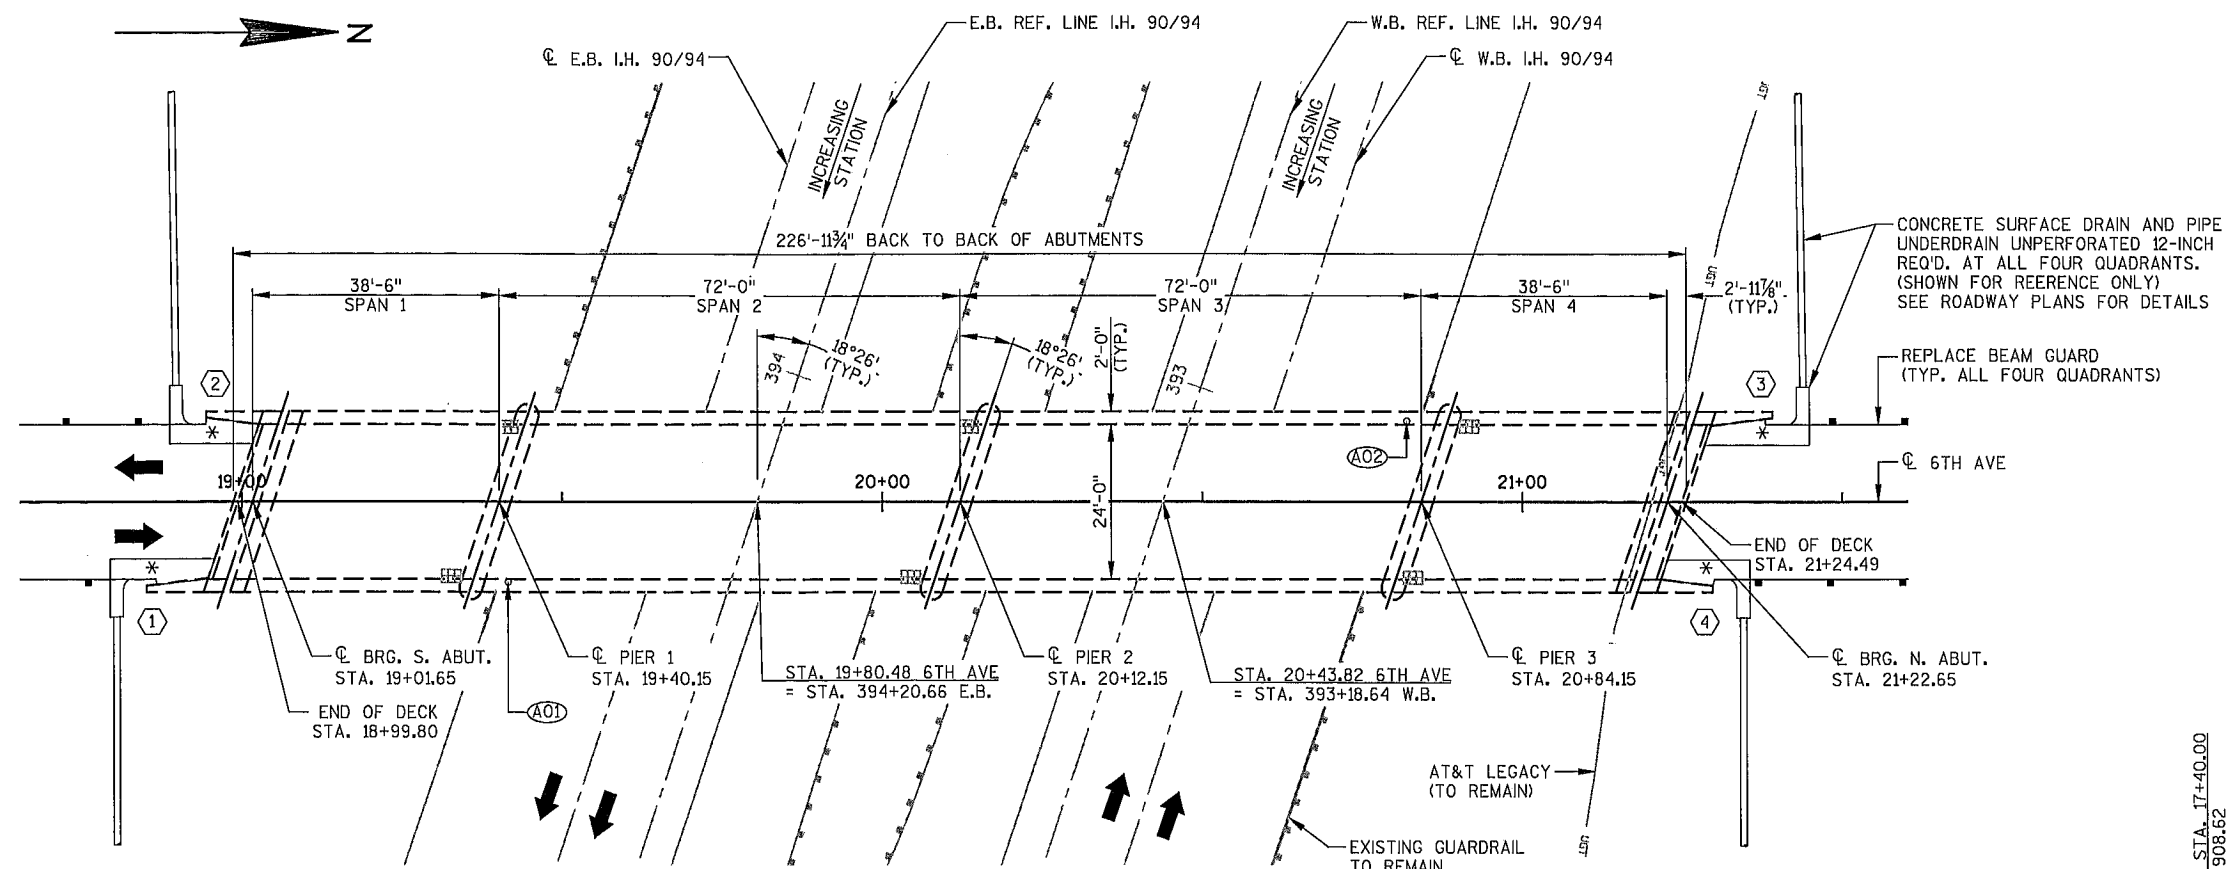 N
E.B. REF. LINE I.H. 90/94
W.B. REF. LINE I.H. 90/94
℄ E.B. I.H. 90/94
℄ W.B. I.H. 90/94
INCREASING
STATION
INCREASING
STATION
CONCRETE SURFACE DRAIN AND PIPE
UNDERDRAIN UNPERFORATED 12-INCH
REQ'D. AT ALL FOUR QUADRANTS.
(SHOWN FOR REERENCE ONLY)
SEE ROADWAY PLANS FOR DETAILS
226'-11¾" BACK TO BACK OF ABUTMENTS
38'-6"
SPAN 1
72'-0"
SPAN 2
72'-0"
SPAN 3
38'-6"
SPAN 4
2'-11⅞"
(TYP.)
18°26'
(TYP.)
394
18°26'
(TYP.)
2'-0"
(TYP.)
393
REPLACE BEAM GUARD
(TYP. ALL FOUR QUADRANTS)
2
3
*
*
A02
℄ 6TH AVE
19+00
20+00
21+00
24'-0"
END OF DECK
STA. 21+24.49
*
*
1
4
℄ BRG. S. ABUT.
STA. 19+01.65
℄ PIER 1
STA. 19+40.15
STA. 19+80.48 6TH AVE
= STA. 394+20.66 E.B.
℄ PIER 2
STA. 20+12.15
STA. 20+43.82 6TH AVE
= STA. 393+18.64 W.B.
℄ PIER 3
STA. 20+84.15
℄ BRG. N. ABUT.
STA. 21+22.65
END OF DECK
STA. 18+99.80
A01
AT&T LEGACY
(TO REMAIN)
EXISTING GUARDRAIL
TO REMAIN
STA. 17+40.00
908.62